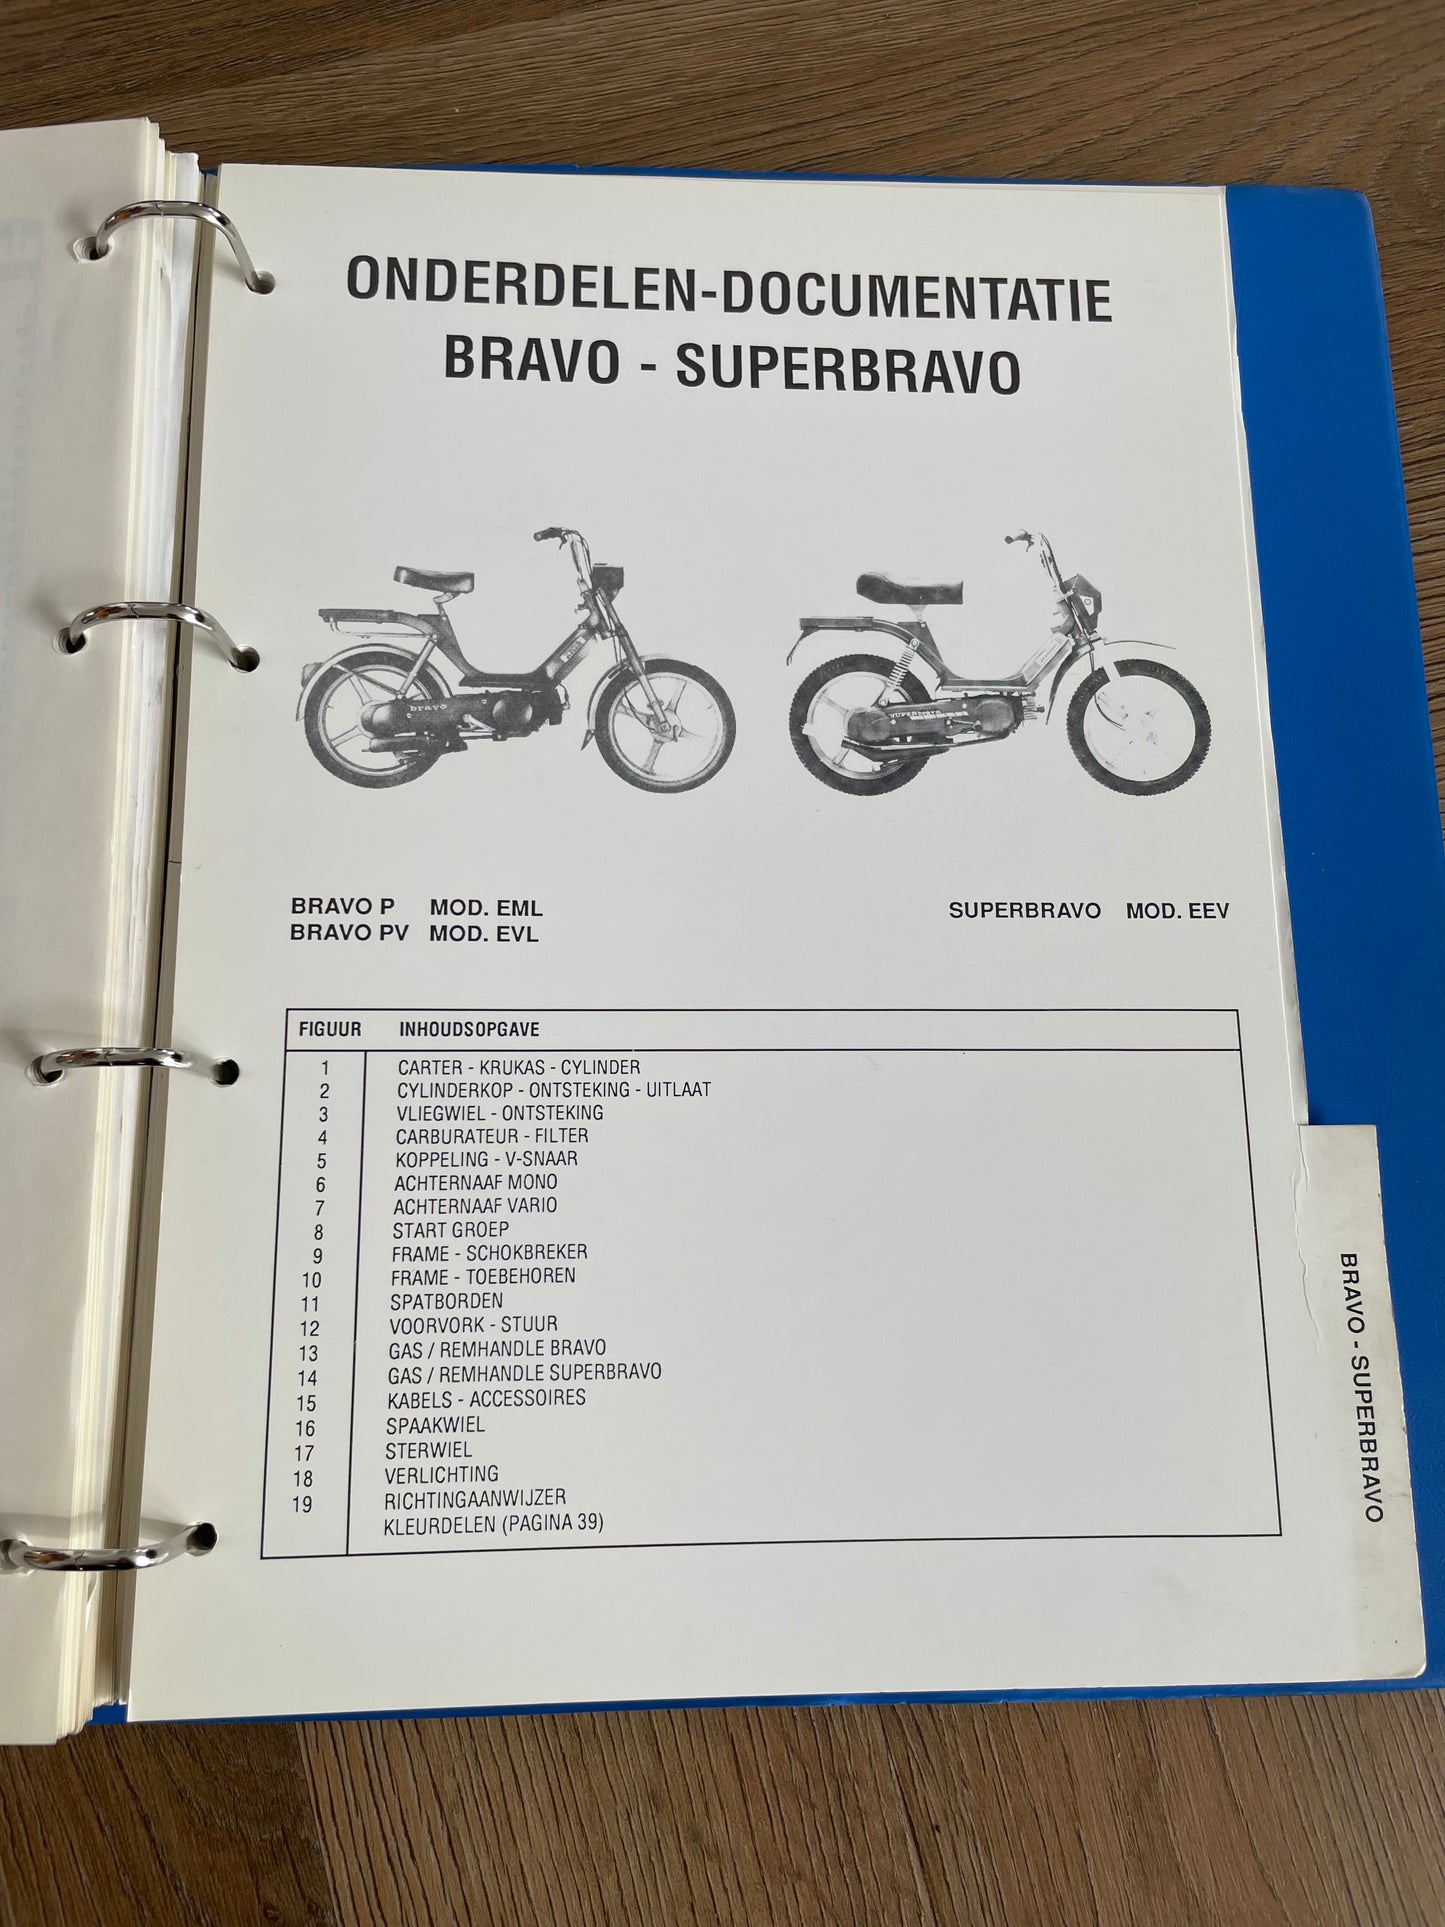 ONDERDELEN-DOCUMENTATIE
BRAVO - SUPERBRAVO
bravo
BRAVO P MOD. EML
BRAVO PV MOD. EVL
SUPERBRAVO MOD. EEV
FIGUUR INHOUDSOPGAVE
1 CARTER - KRUKAS - CYLINDER
2 CYLINDERKOP - ONTSTEKING - UITLAAT
3 VLIEGWIEL - ONTSTEKING
4 CARBURATEUR - FILTER
5 KOPPELING - V-SNAAR
6 ACHTERNAAF MONO
7 ACHTERNAAF VARIO
8 START GROEP
9 FRAME - SCHOKBREKER
10 FRAME - TOEBEHOREN
11 SPATBORDEN
12 VOORVORK - STUUR
13 GAS / REMHANDLE BRAVO
14 GAS / REMHANDLE SUPERBRAVO
15 KABELS - ACCESSOIRES
16 SPAAKWIEL
17 STERWIEL
18 VERLICHTING
19 RICHTINGAANWIJZER
KLEURDELEN (PAGINA 39)
BRAVO - SUPERBRAVO